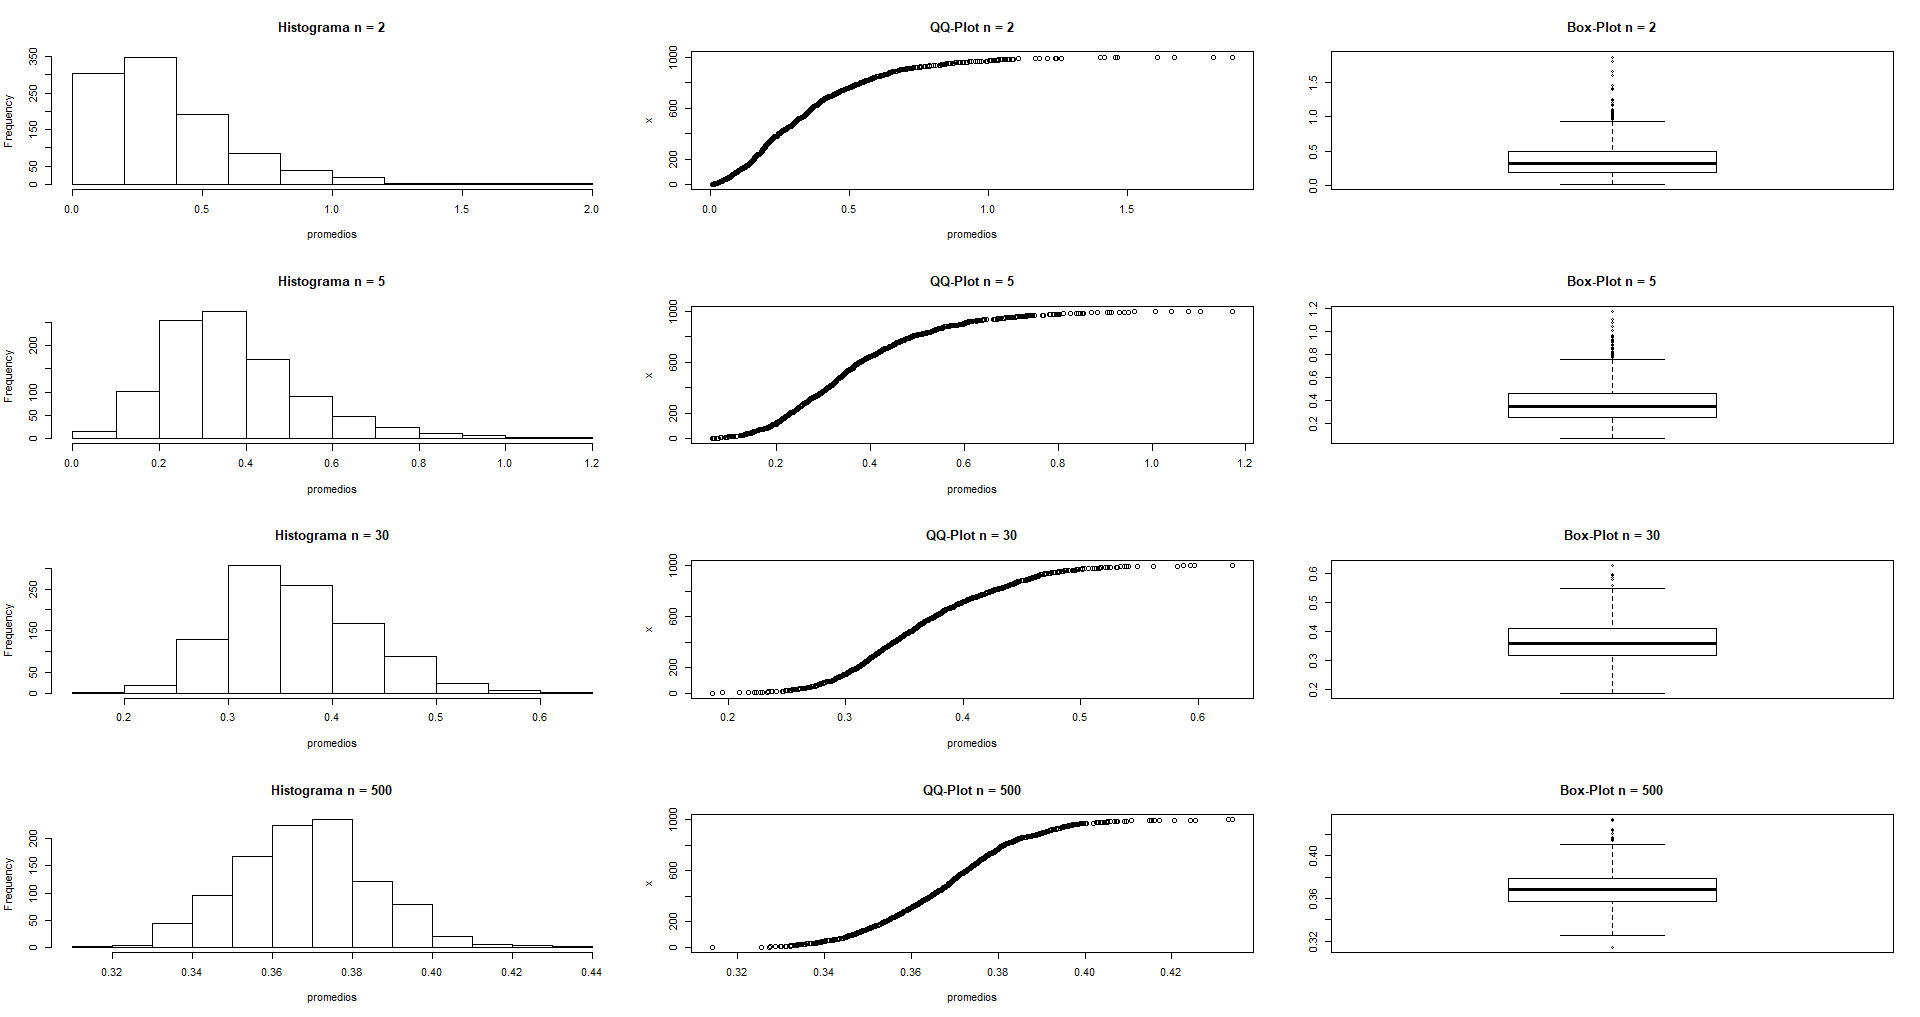 Histograma n = 2
QQ-Plot n = 2
Box-Plot n = 2
Frequency
0 50 150 250 350
0.0 0.5 1.0 1.5 2.0
promedios
x
0 200 600 1000
0.0 0.5 1.0 1.5
promedios
0.0 0.5 1.0 1.5
Histograma n = 5
QQ-Plot n = 5
Box-Plot n = 5
Frequency
0 50 100 200
0.0 0.2 0.4 0.6 0.8 1.0 1.2
promedios
x
0 200 600 1000
0.2 0.4 0.6 0.8 1.0 1.2
promedios
0.2 0.4 0.6 0.8 1.0 1.2
Histograma n = 30
QQ-Plot n = 30
Box-Plot n = 30
Frequency
0 50 150 250
0.2 0.3 0.4 0.5 0.6
promedios
x
0 200 600 1000
0.2 0.3 0.4 0.5 0.6
promedios
0.2 0.3 0.4 0.5 0.6
Histograma n = 500
QQ-Plot n = 500
Box-Plot n = 500
Frequency
0 50 100 150 200
0.32 0.34 0.36 0.38 0.40 0.42 0.44
promedios
x
0 200 600 1000
0.32 0.34 0.36 0.38 0.40 0.42
promedios
0.32 0.36 0.40